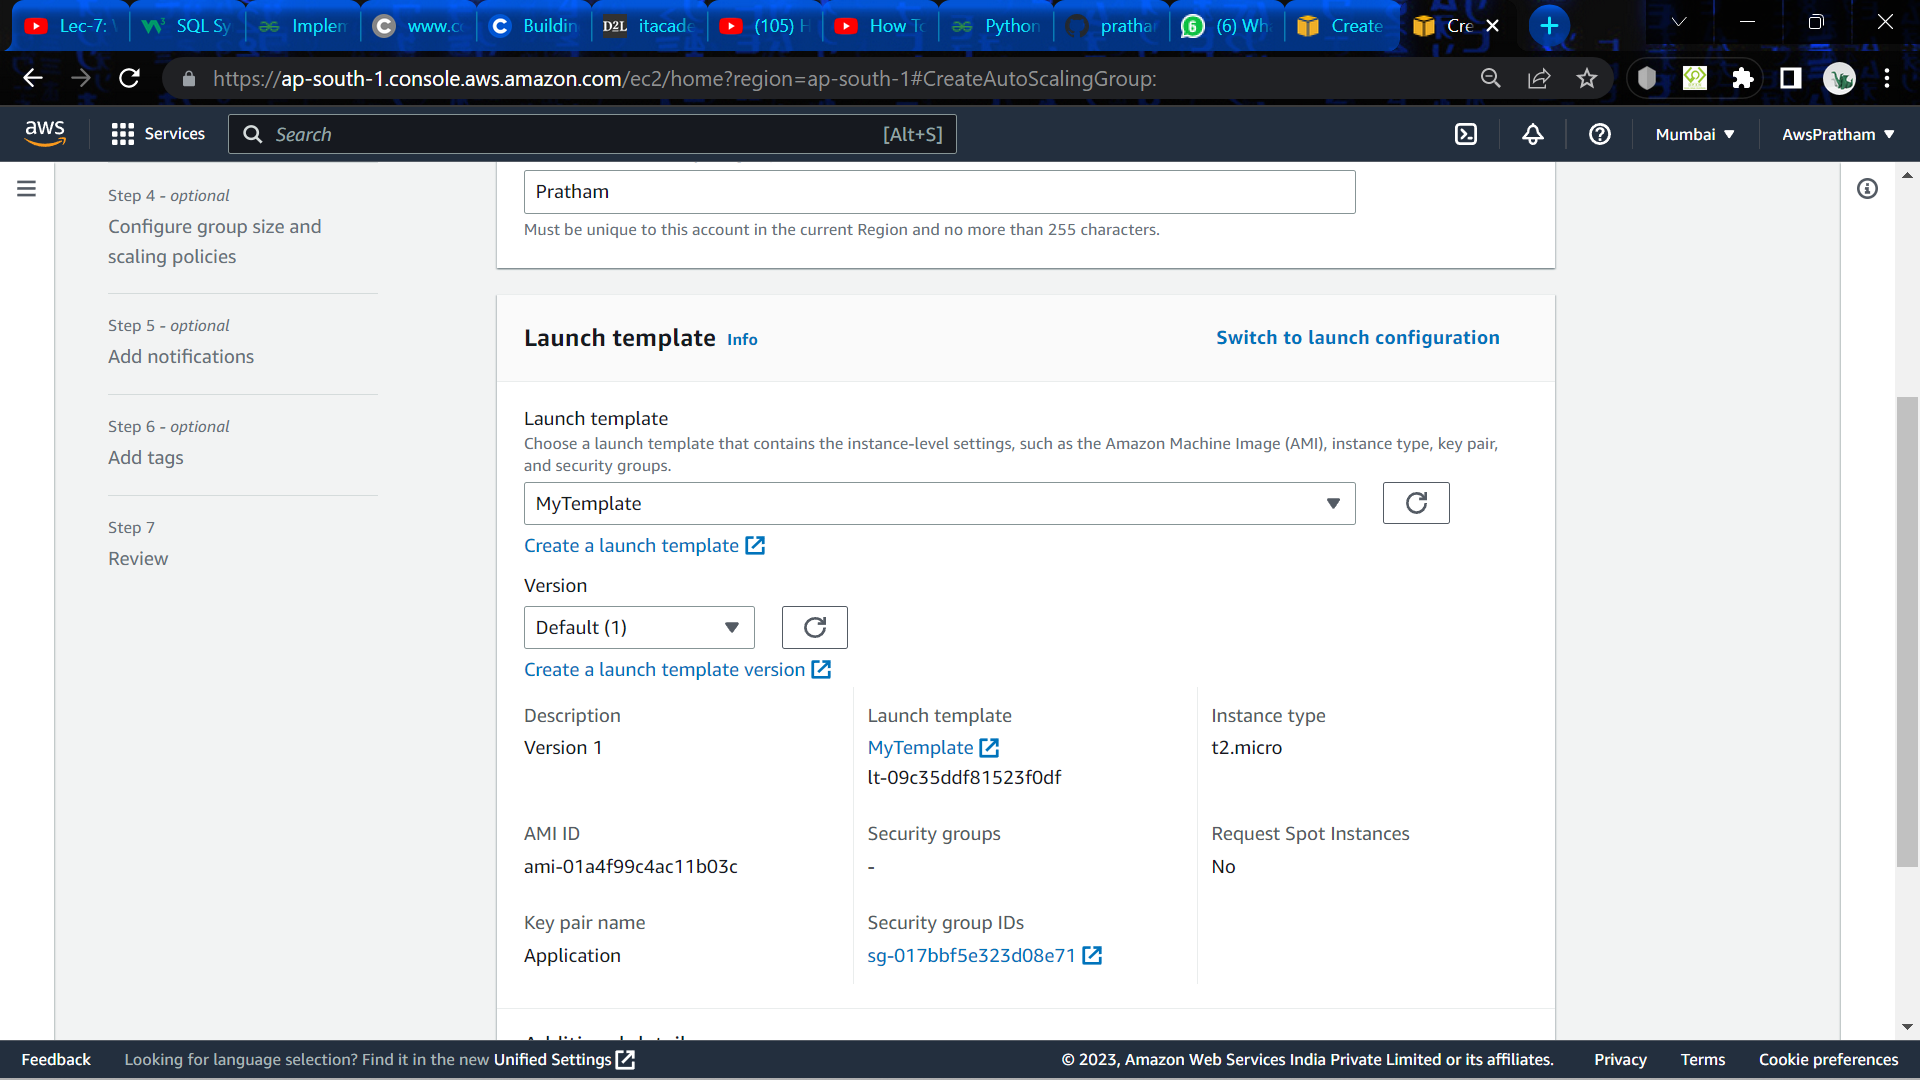 Lec-7:
SQL Sy
Implem
www.c
Buildin
D2L itacade
(105) H
How To
Python
prathar
(6) Wh
Create
Cre
https://ap-south-1.console.aws.amazon.com/ec2/home?region=ap-south-1#CreateAutoScalingGroup:
aws
Services
Search
[Alt+S]
Mumbai
AwsPratham
Step 4 - optional
Configure group size and
scaling policies
Step 5 - optional
Add notifications
Step 6 - optional
Add tags
Step 7
Review
Pratham
Must be unique to this account in the current Region and no more than 255 characters.
Launch template Info
Switch to launch configuration
Launch template
Choose a launch template that contains the instance-level settings, such as the Amazon Machine Image (AMI), instance type, key pair,
and security groups.
MyTemplate
Create a launch template
Version
Default (1)
Create a launch template version
Description
Version 1
Launch template
MyTemplate
lt-09c35ddf81523f0df
Instance type
t2.micro
AMI ID
ami-01a4f99c4ac11b03c
Security groups
-
Request Spot Instances
No
Key pair name
Application
Security group IDs
sg-017bbf5e323d08e71
Feedback
Looking for language selection? Find it in the new Unified Settings
© 2023, Amazon Web Services India Private Limited or its affiliates.
Privacy
Terms
Cookie preferences